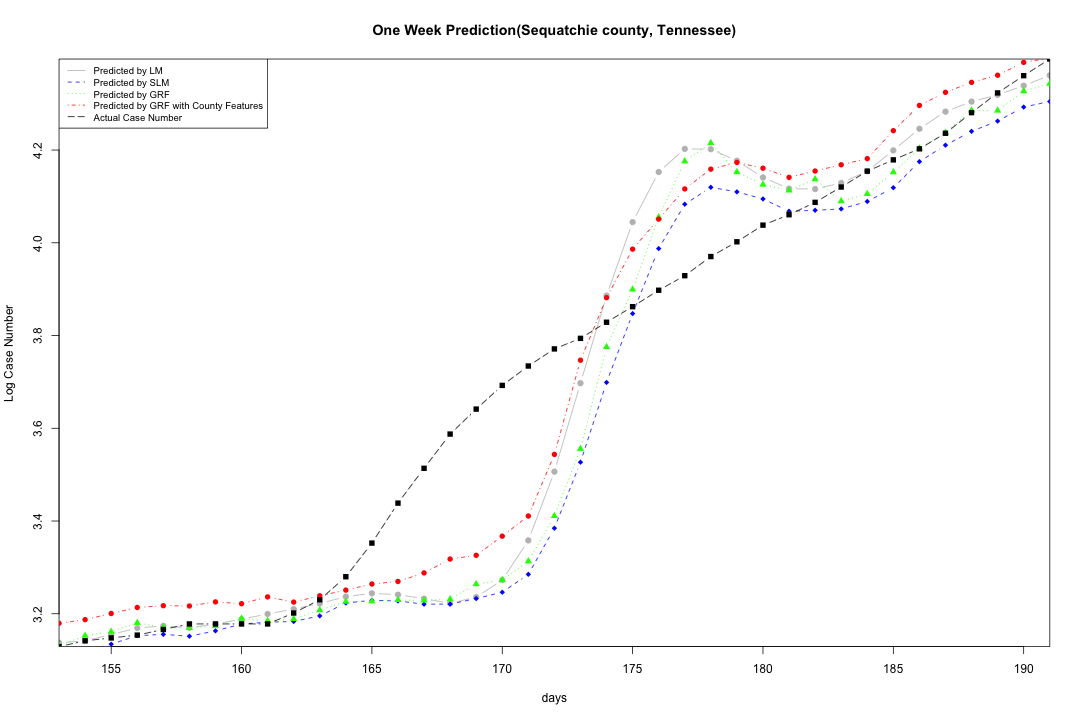 One Week Prediction(Sequatchie county, Tennessee)
Predicted by LM
Predicted by SLM
Predicted by GRF
Predicted by GRF with County Features
Actual Case Number
Log Case Number
4.2
4.0
3.8
3.6
3.4
3.2
155 160 165 170 175 180 185 190
days